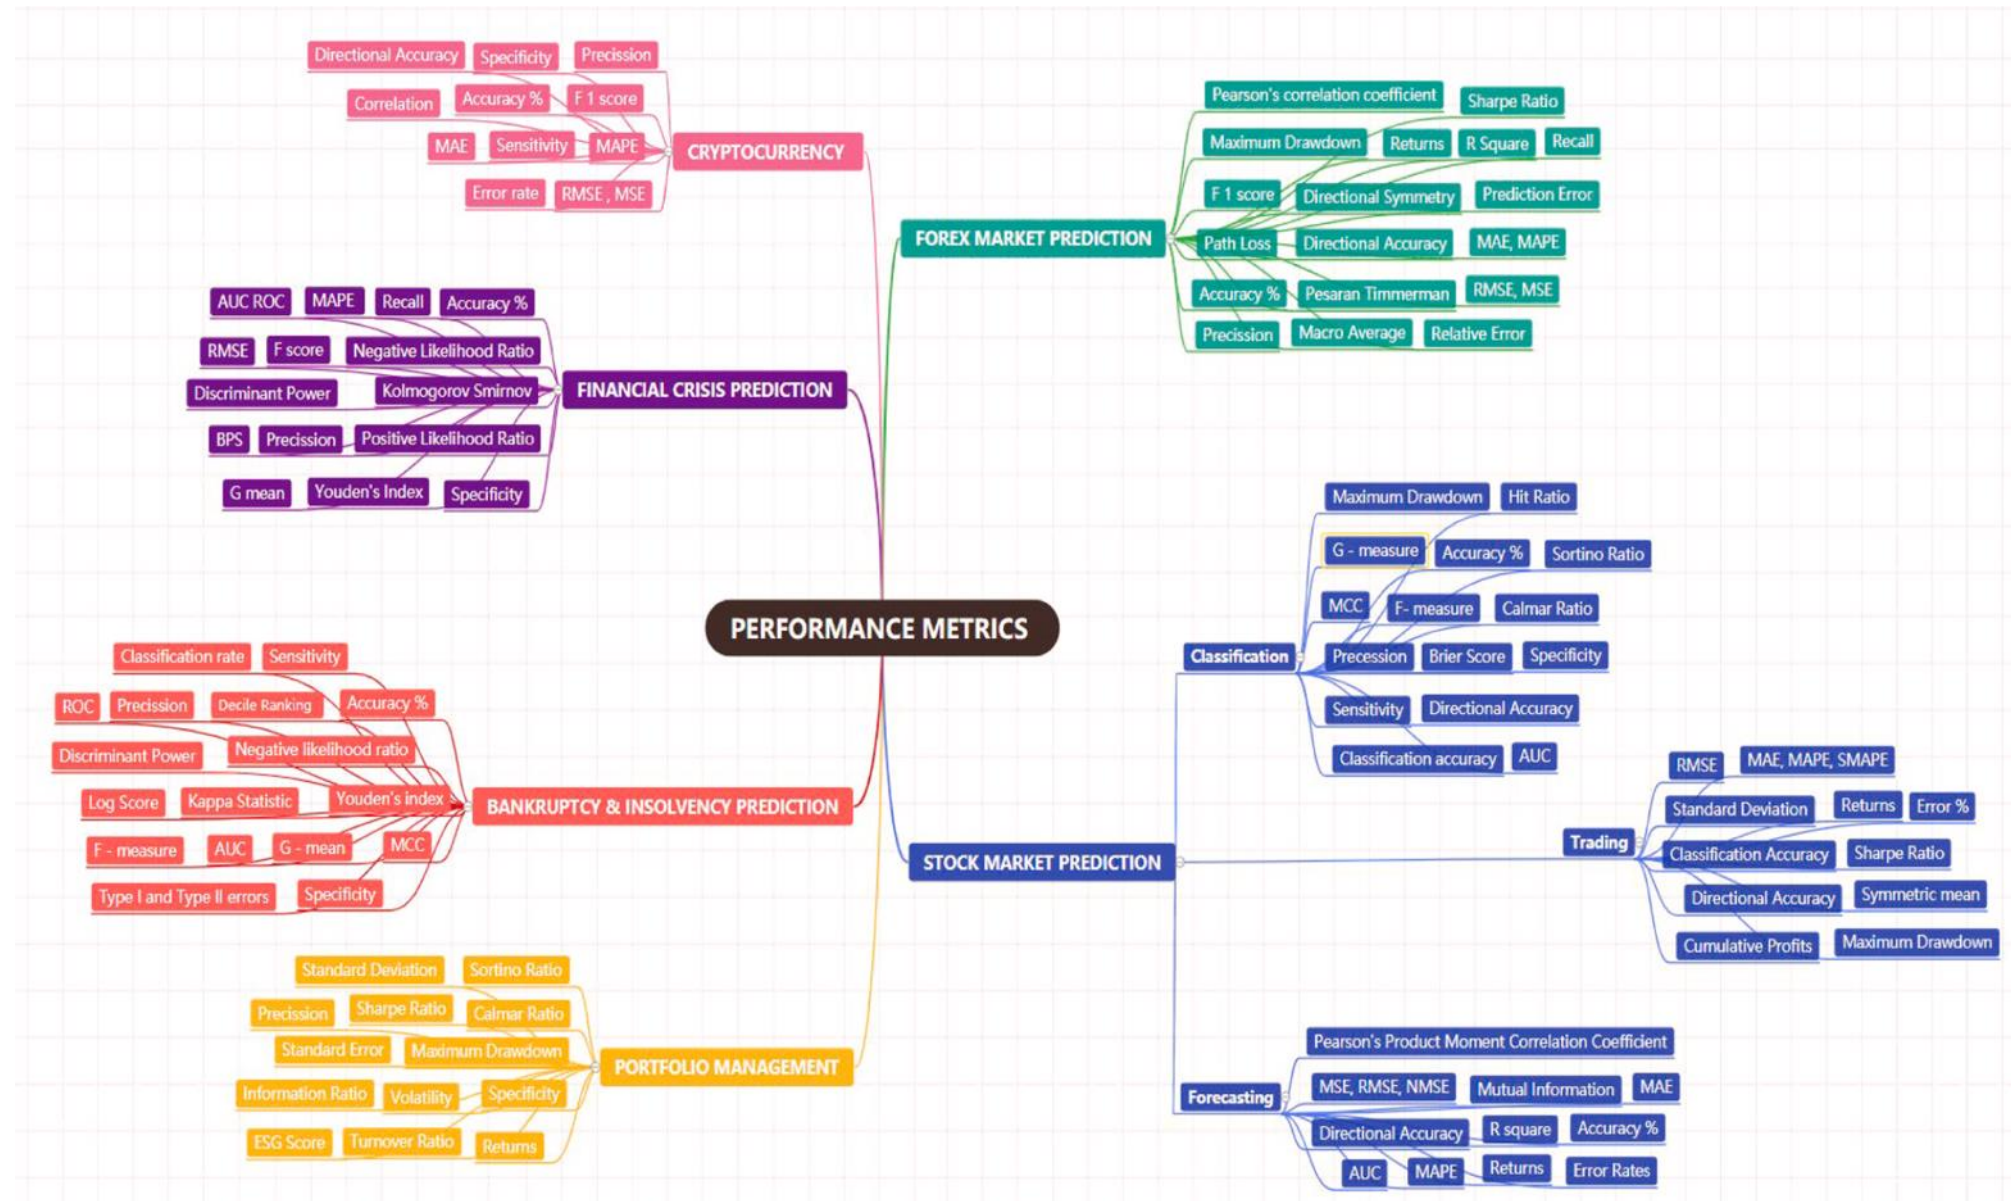 Directional Accuracy
Specificity
Precission
Correlation
Accuracy %
F 1 score
MAE
Sensitivity
MAPE
Error rate
RMSE , MSE
CRYPTOCURRENCY
AUC ROC
MAPE
Recall
Accuracy %
RMSE
F score
Negative Likelihood Ratio
Discriminant Power
Kolmogorov Smirnov
BPS
Precission
Positive Likelihood Ratio
G mean
Youden's Index
Specificity
FINANCIAL CRISIS PREDICTION
Classification rate
Sensitivity
ROC
Precission
Decile Ranking
Accuracy %
Discriminant Power
Negative likelihood ratio
Log Score
Kappa Statistic
Youden's index
F - measure
AUC
G - mean
MCC
Type I and Type II errors
Specificity
BANKRUPTCY & INSOLVENCY PREDICTION
Standard Deviation
Sortino Ratio
Precission
Sharpe Ratio
Calmar Ratio
Standard Error
Maximum Drawdown
Information Ratio
Volatility
Specificity
ESG Score
Turnover Ratio
Returns
PORTFOLIO MANAGEMENT
PERFORMANCE METRICS
FOREX MARKET PREDICTION
Pearson's correlation coefficient
Sharpe Ratio
Maximum Drawdown
Returns
R Square
Recall
F 1 score
Directional Symmetry
Prediction Error
Path Loss
Directional Accuracy
MAE, MAPE
Accuracy %
Pesaran Timmerman
RMSE, MSE
Precission
Macro Average
Relative Error
STOCK MARKET PREDICTION
Classification
Maximum Drawdown
Hit Ratio
G - measure
Accuracy %
Sortino Ratio
MCC
F- measure
Calmar Ratio
Precession
Brier Score
Specificity
Sensitivity
Directional Accuracy
Classification accuracy
AUC
Trading
RMSE
MAE, MAPE, SMAPE
Standard Deviation
Returns
Error %
Classification Accuracy
Sharpe Ratio
Directional Accuracy
Symmetric mean
Cumulative Profits
Maximum Drawdown
Forecasting
Pearson's Product Moment Correlation Coefficient
MSE, RMSE, NMSE
Mutual Information
MAE
Directional Accuracy
R square
Accuracy %
AUC
MAPE
Returns
Error Rates